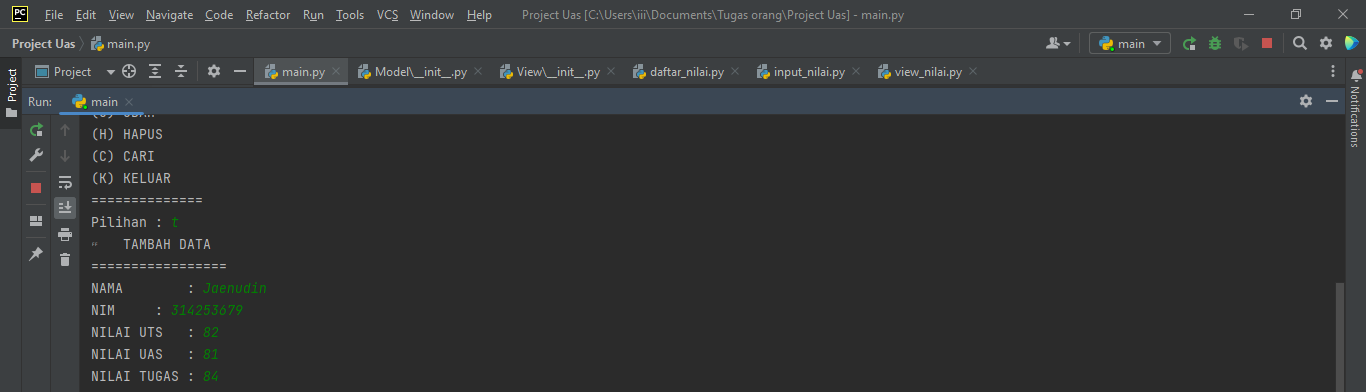 PC File Edit View Navigate Code Refactor Run Tools VCS Window Help Project Uas [C:\Users\iii\Documents\Tugas orang\Project Uas] - main.py
Project Uas main.py main
Project main.py Model\__init__.py View\__init__.py daftar_nilai.py input_nilai.py view_nilai.py
Project
Notifications
Run: main
(H) HAPUS
(C) CARI
(K) KELUAR
==============
Pilihan : t
" TAMBAH DATA
=================
NAMA : Jaenudin
NIM : 314253679
NILAI UTS : 82
NILAI UAS : 81
NILAI TUGAS : 84